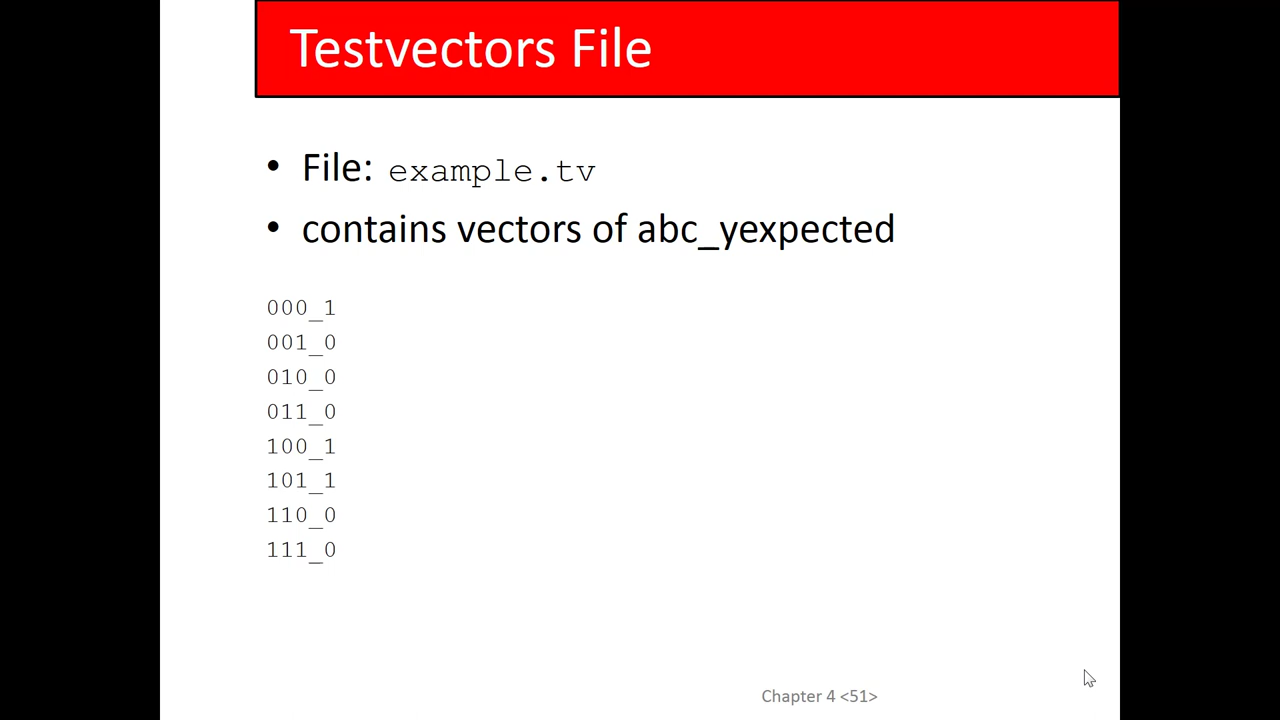 Testvectors File
• File: example.tv
• contains vectors of abc_yexpected
000_1
001_0
010_0
011_0
100_1
101_1
110_0
111_0
Chapter 4 <51>